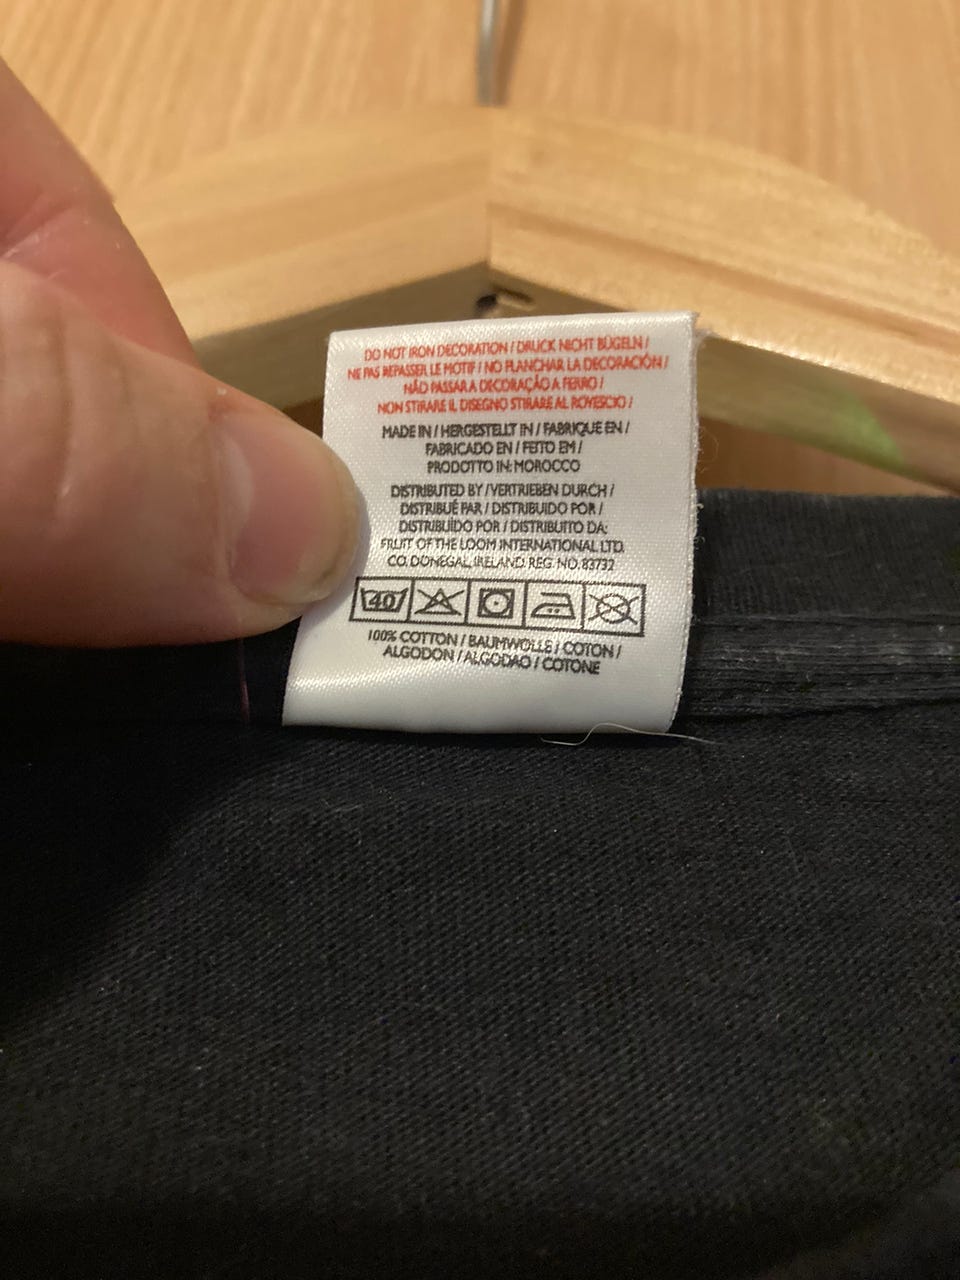 DO NOT IRON DECORATION / DRUCK NICHT BÜGELN /
NE PAS REPASSER LE MOTIF / NO PLANCHAR LA DECORACIÓN /
NÃO PASSAR A DECORAÇÃO A FERRO /
NON STIRARE IL DISEGNO STIRARE AL ROVESCIO /
MADE IN / HERGESTELLT IN / FABRIQUE EN /
FABRICADO EN / FEITO EM /
PRODOTTO IN: MOROCCO
DISTRIBUTED BY / VERTRIEBEN DURCH /
DISTRIBUÉ PAR / DISTRIBUIDO POR /
DISTRIBUÍDO POR / DISTRIBUITO DA:
FRUIT OF THE LOOM INTERNATIONAL LTD.
CO. DONEGAL, IRELAND. REG. NO. 83732
40
100% COTTON / BAUMWOLLE / COTON /
ALGODON / ALGODAO / COTONE